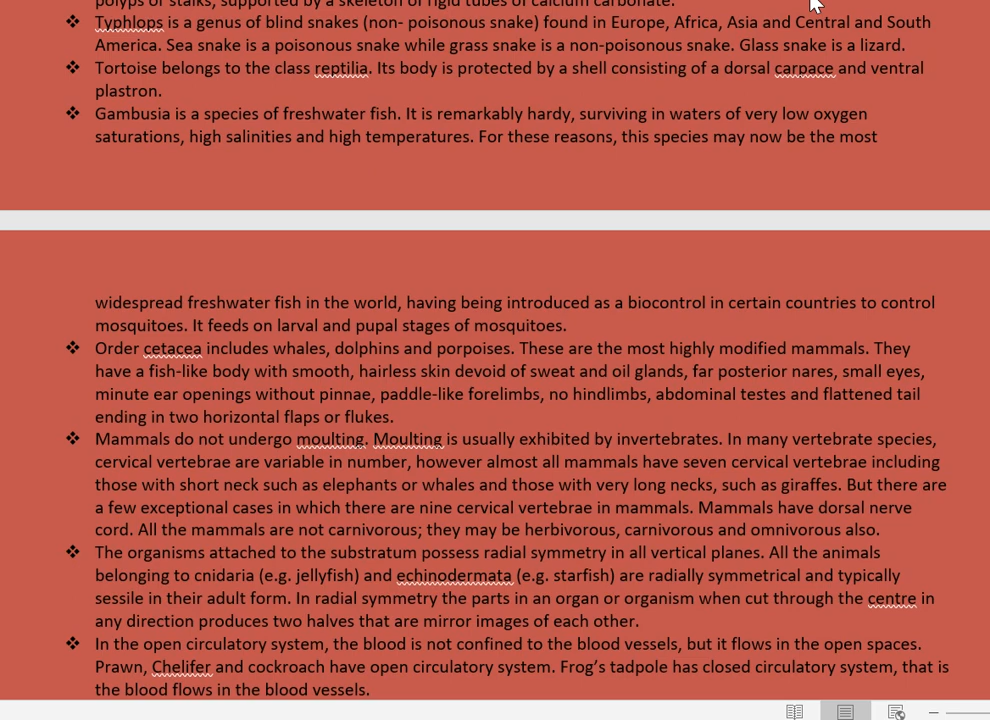 polyps or stalks, supported by a skeleton of rigid tubes of calcium carbonate.
❖ Typhlops is a genus of blind snakes (non- poisonous snake) found in Europe, Africa, Asia and Central and South
America. Sea snake is a poisonous snake while grass snake is a non-poisonous snake. Glass snake is a lizard.
❖ Tortoise belongs to the class reptilia. Its body is protected by a shell consisting of a dorsal carpace and ventral
plastron.
❖ Gambusia is a species of freshwater fish. It is remarkably hardy, surviving in waters of very low oxygen
saturations, high salinities and high temperatures. For these reasons, this species may now be the most
widespread freshwater fish in the world, having being introduced as a biocontrol in certain countries to control
mosquitoes. It feeds on larval and pupal stages of mosquitoes.
❖ Order cetacea includes whales, dolphins and porpoises. These are the most highly modified mammals. They
have a fish-like body with smooth, hairless skin devoid of sweat and oil glands, far posterior nares, small eyes,
minute ear openings without pinnae, paddle-like forelimbs, no hindlimbs, abdominal testes and flattened tail
ending in two horizontal flaps or flukes.
❖ Mammals do not undergo moulting. Moulting is usually exhibited by invertebrates. In many vertebrate species,
cervical vertebrae are variable in number, however almost all mammals have seven cervical vertebrae including
those with short neck such as elephants or whales and those with very long necks, such as giraffes. But there are
a few exceptional cases in which there are nine cervical vertebrae in mammals. Mammals have dorsal nerve
cord. All the mammals are not carnivorous; they may be herbivorous, carnivorous and omnivorous also.
❖ The organisms attached to the substratum possess radial symmetry in all vertical planes. All the animals
belonging to cnidaria (e.g. jellyfish) and echinodermata (e.g. starfish) are radially symmetrical and typically
sessile in their adult form. In radial symmetry the parts in an organ or organism when cut through the centre in
any direction produces two halves that are mirror images of each other.
❖ In the open circulatory system, the blood is not confined to the blood vessels, but it flows in the open spaces.
Prawn, Chelifer and cockroach have open circulatory system. Frog’s tadpole has closed circulatory system, that is
the blood flows in the blood vessels.